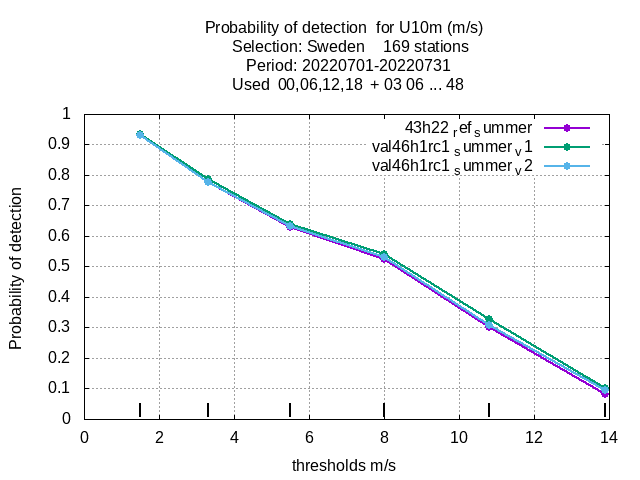 Probability of detection  for U10m (m/s)
Selection: Sweden    169 stations
Period: 20220701-20220731
Used  00,06,12,18  + 03 06 ... 48
43h22 ref summer
val46h1rc1 summer v1
val46h1rc1 summer v2
1
0.9
0.8
0.7
0.6
0.5
0.4
0.3
0.2
0.1
0
Probability of detection
0 2 4 6 8 10 12 14
thresholds m/s